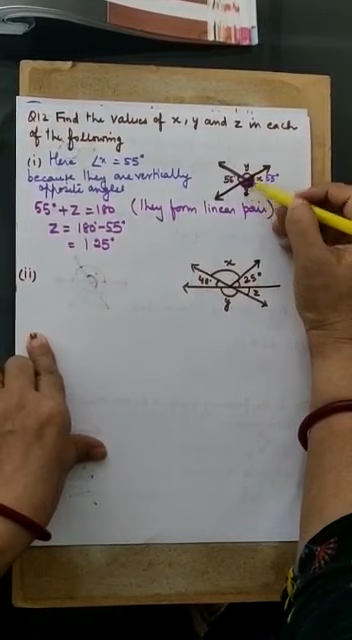 Q12 Find the values of x, y and z in each
of the following
(i) Here ∠x = 55°
because they are vertically
opposite angles
55° + z = 180 (they form linear pair)
z = 180° - 55°
= 125°
y
55° x 55°
(ii)
x
40° 25°
y z